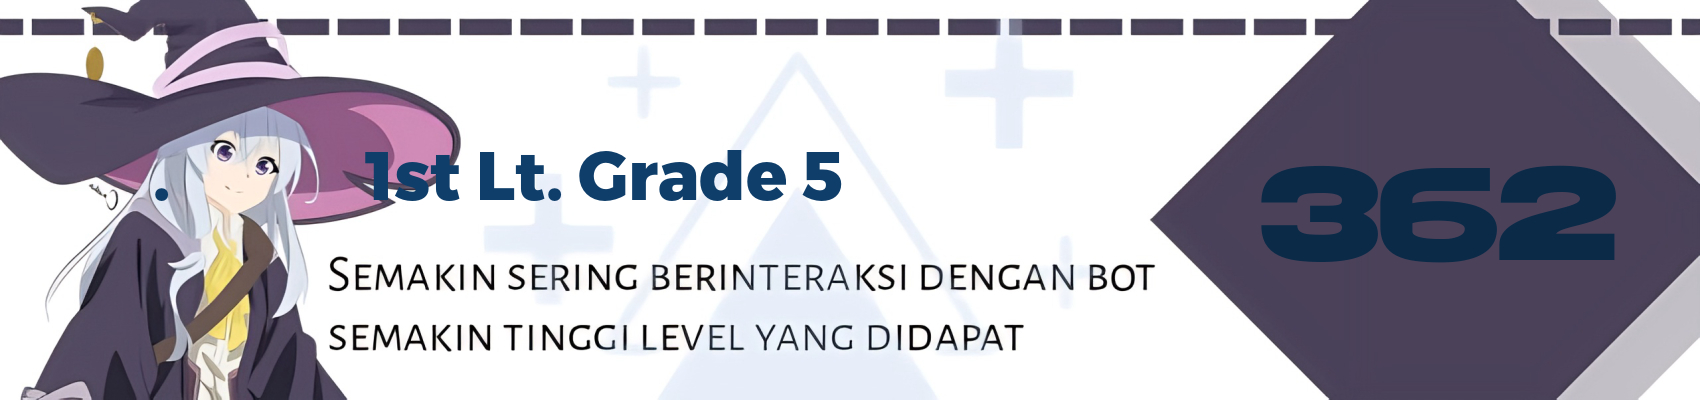 . 1st Lt. Grade 5
362
Semakin sering berinteraksi dengan bot
semakin tinggi level yang didapat